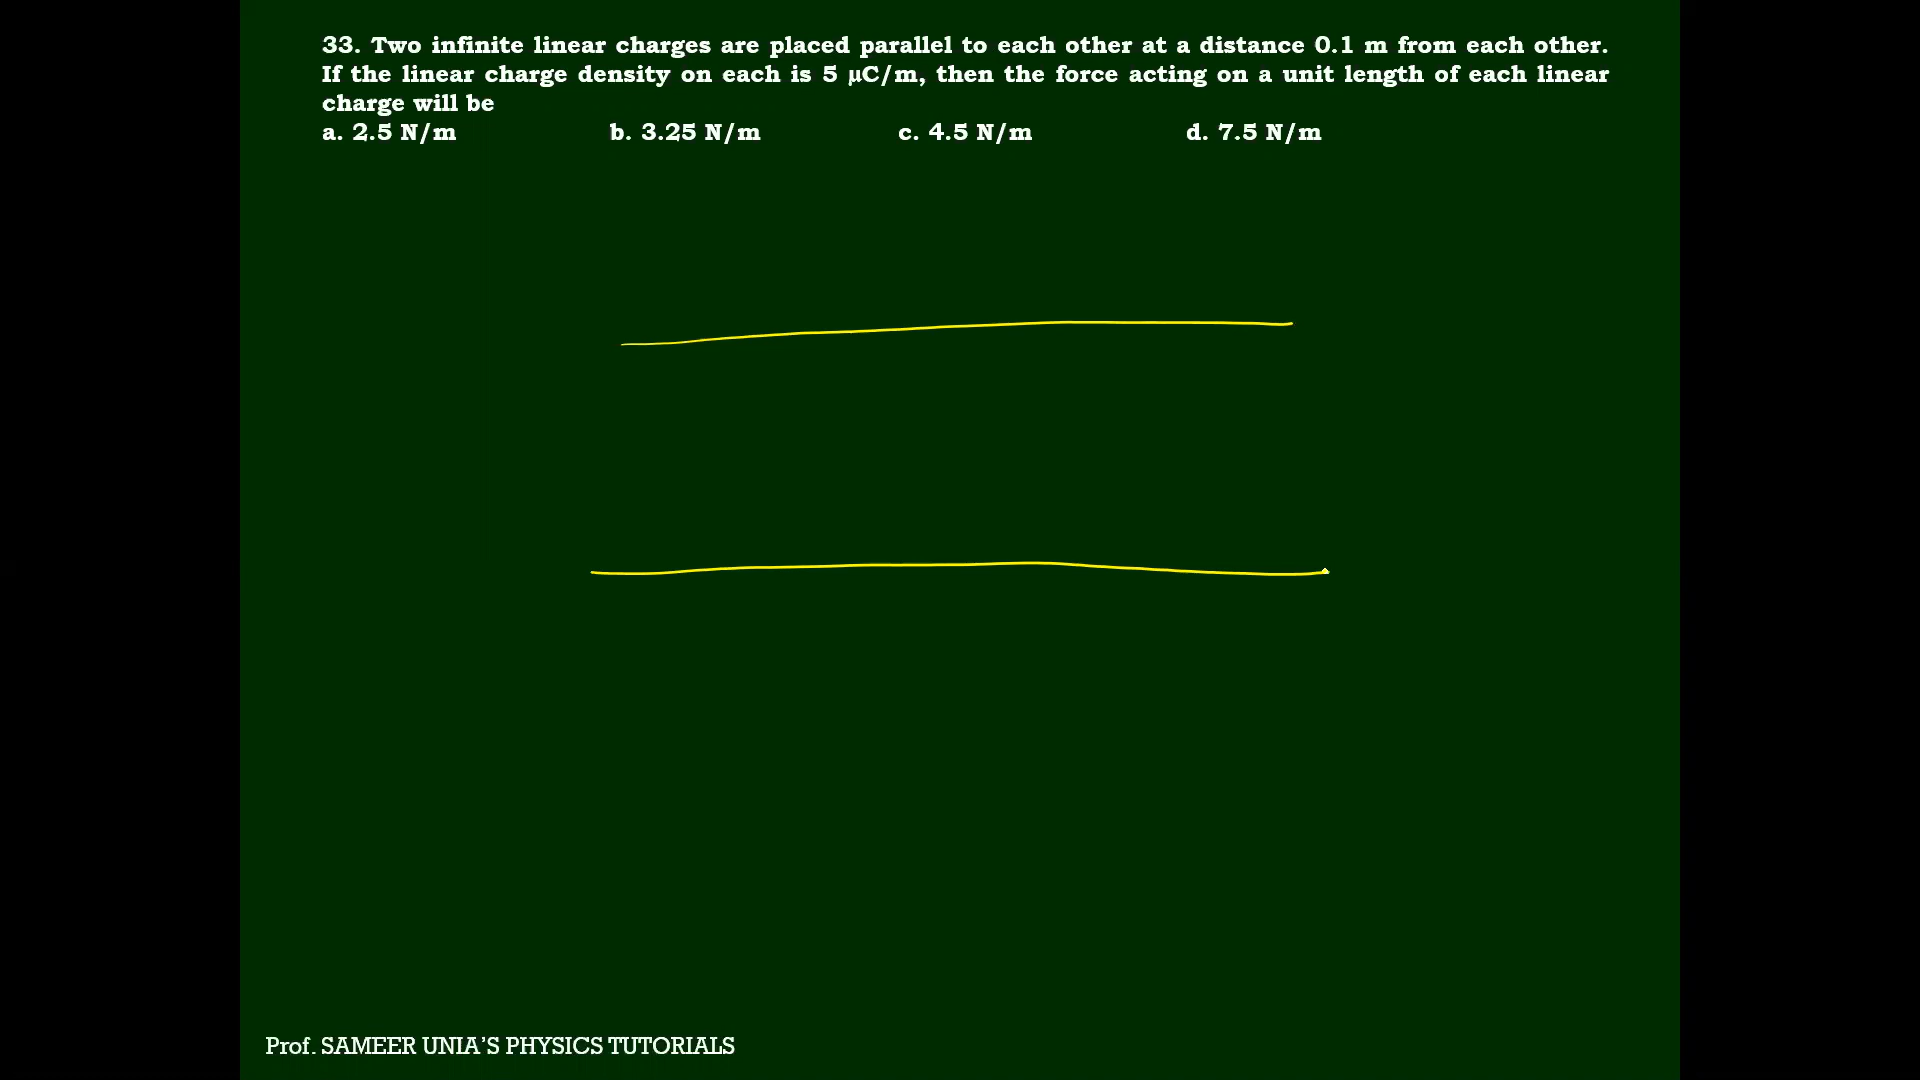 33. Two infinite linear charges are placed parallel to each other at a distance 0.1 m from each other.
If the linear charge density on each is 5 μC/m, then the force acting on a unit length of each linear
charge will be
a. 2.5 N/m b. 3.25 N/m c. 4.5 N/m d. 7.5 N/m
Prof. SAMEER UNIA'S PHYSICS TUTORIALS